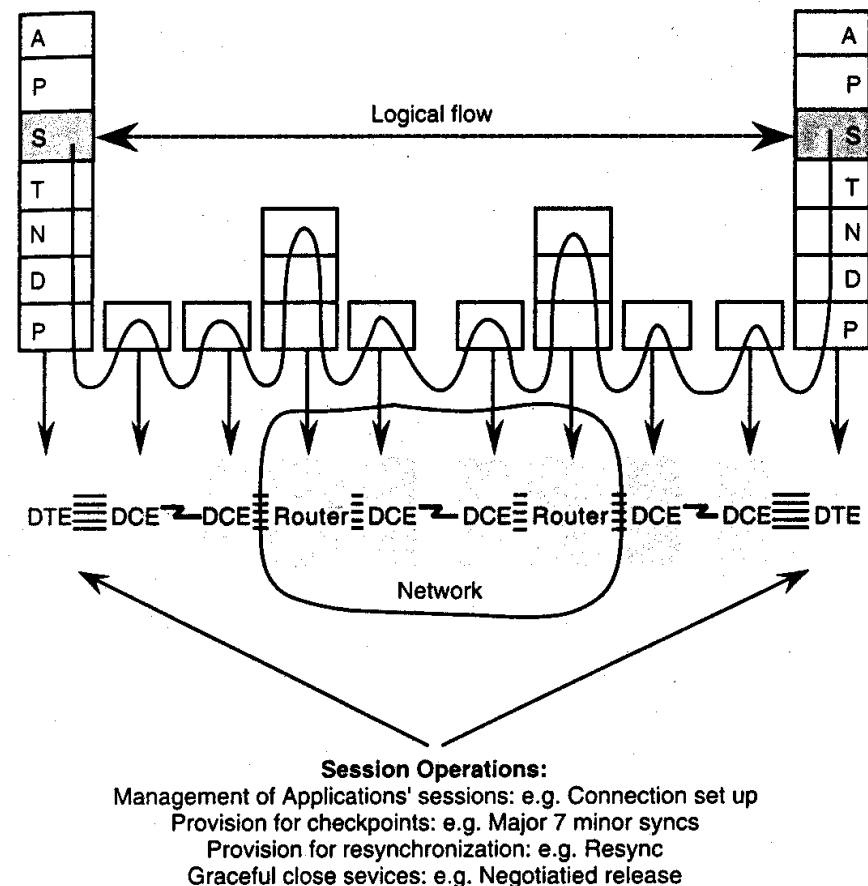 A A
P P
Logical flow
S S
T T
N N
D D
P P
DTE DCE DCE Router DCE DCE Router DCE DCE DTE
Network
Session Operations:
Management of Applications' sessions: e.g. Connection set up
Provision for checkpoints: e.g. Major 7 minor syncs
Provision for resynchronization: e.g. Resync
Graceful close sevices: e.g. Negotiatied release